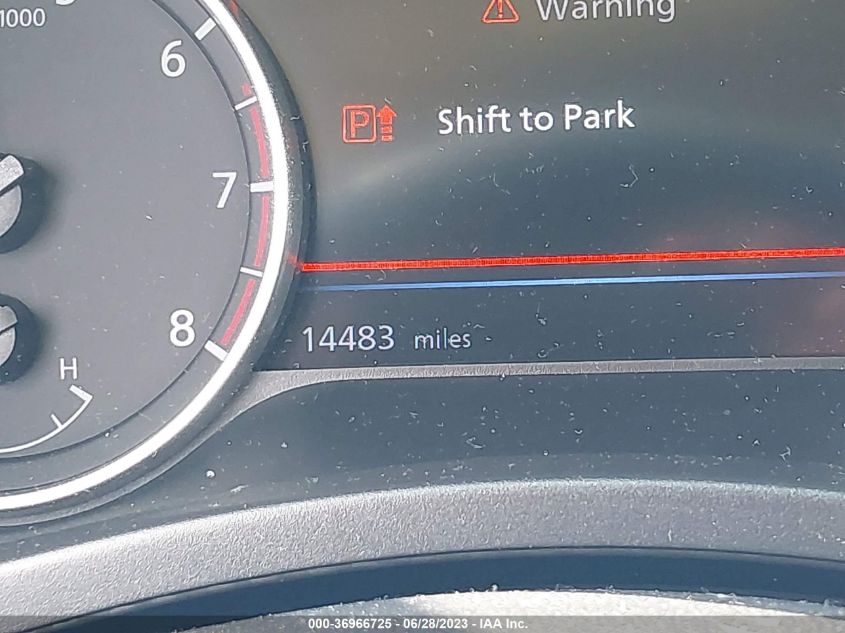 1000
Warning
6
P Shift to Park
7
8
14483 miles
H
000-36966725 - 06/28/2023 - IAA Inc.